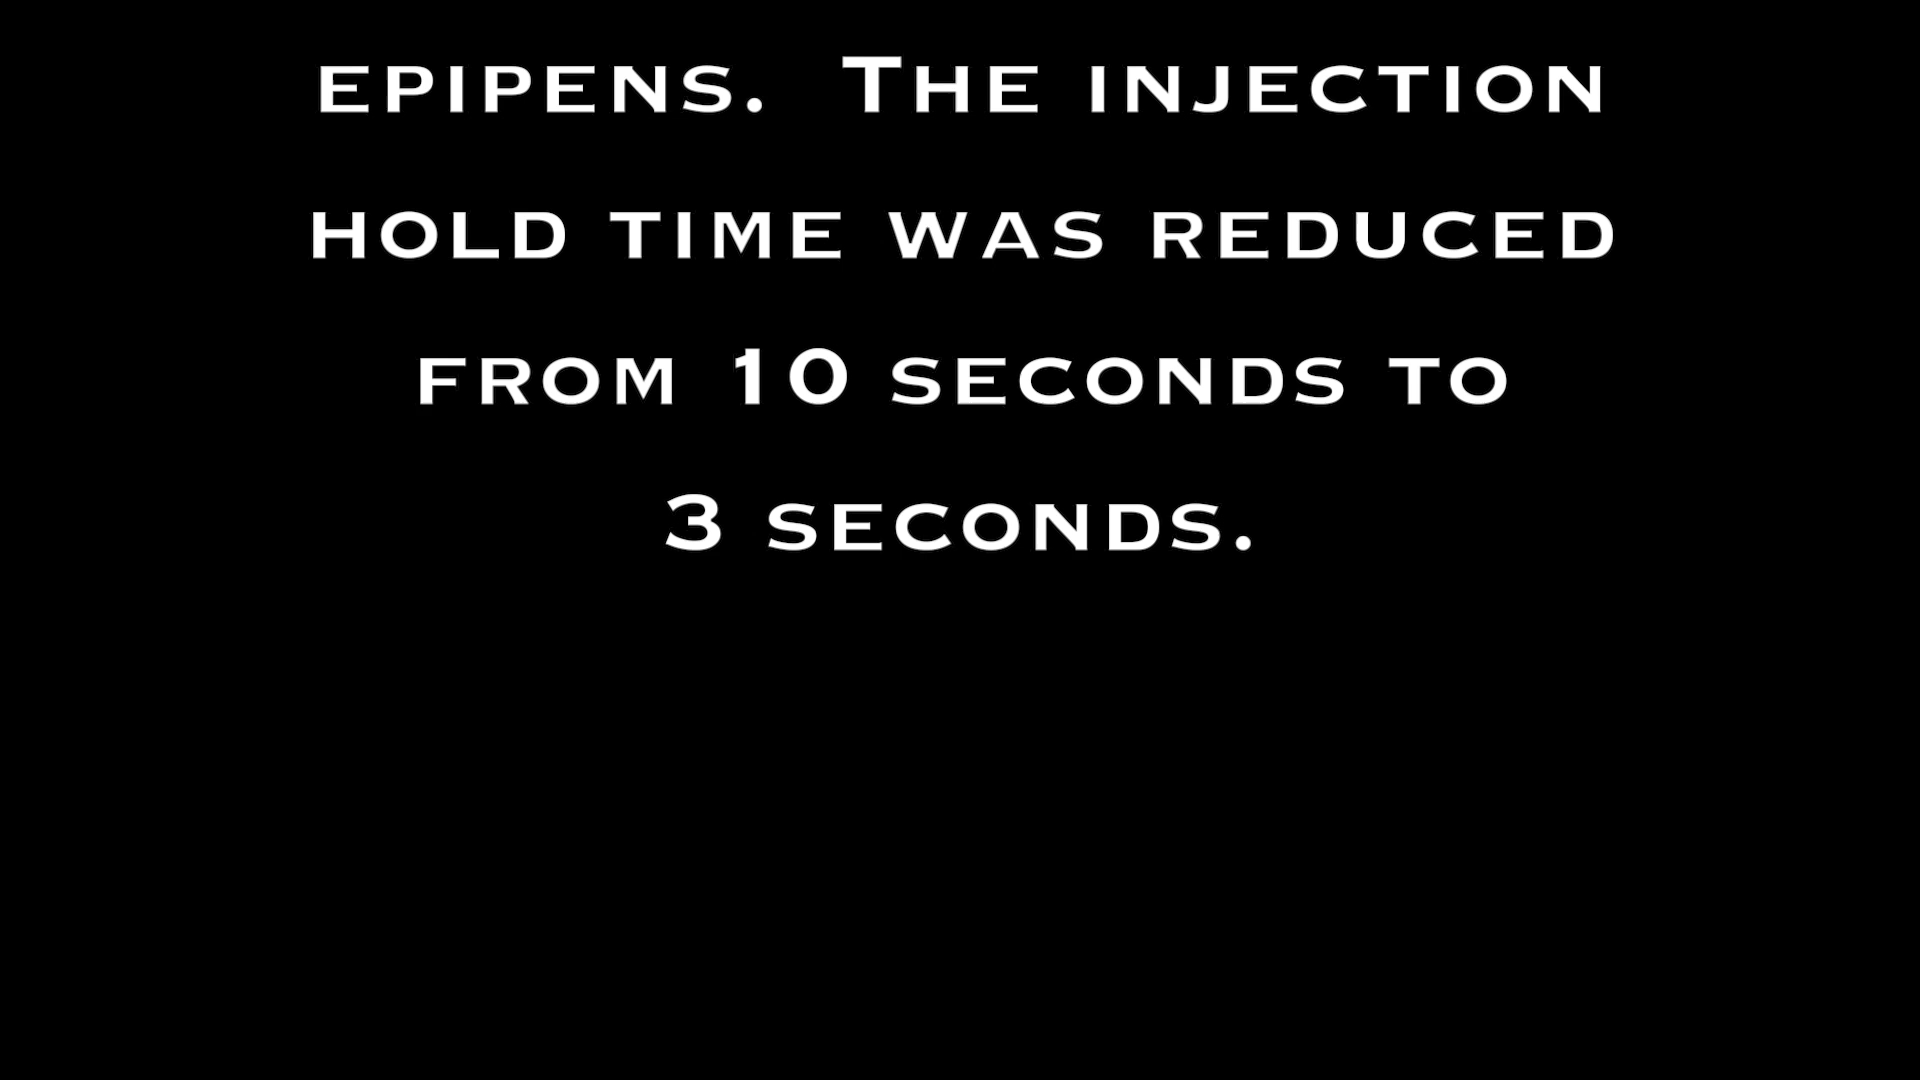 epipens. The injection
hold time was reduced
from 10 seconds to
3 seconds.